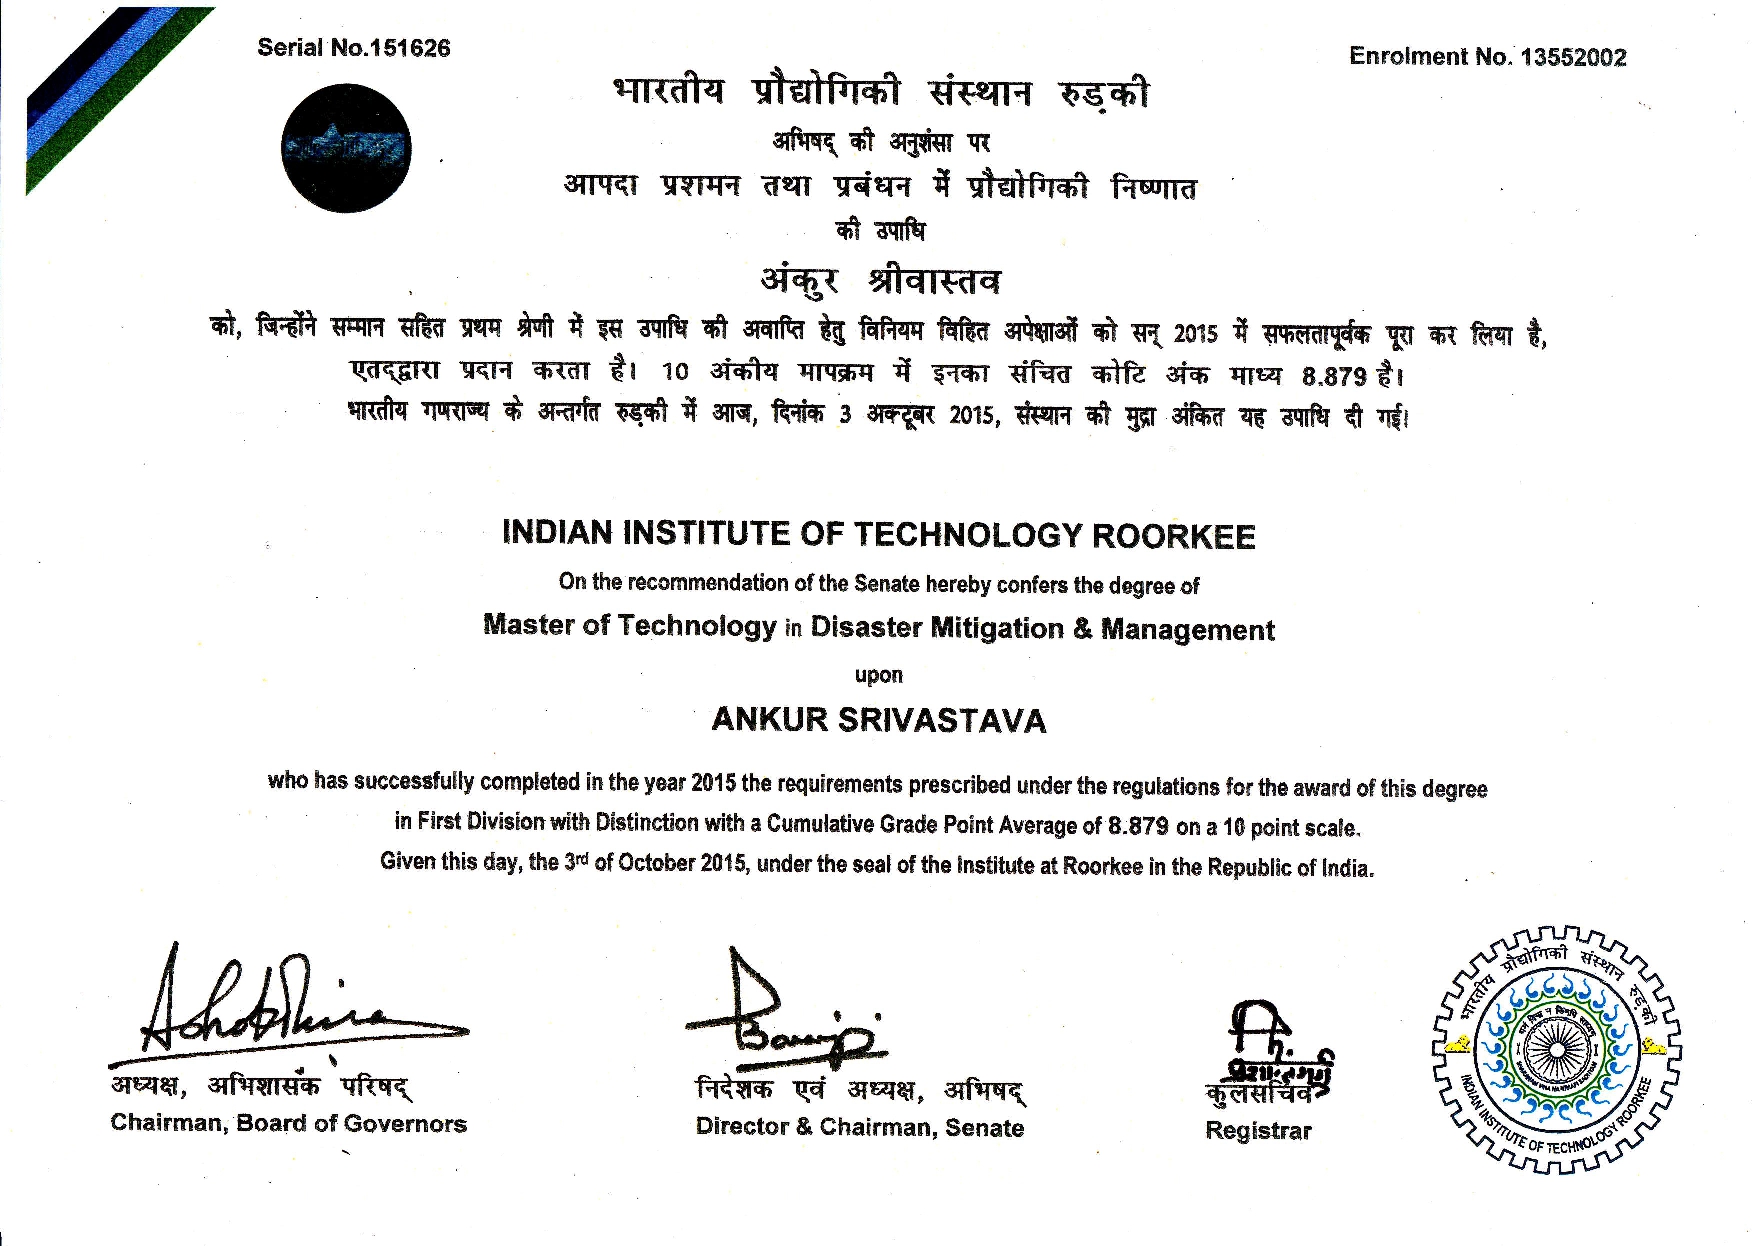 Serial No.151626
Enrolment No. 13552002
भारतीय प्रौद्योगिकी संस्थान रुड़की
अभिषद् की अनुशंसा पर
आपदा प्रशमन तथा प्रबंधन में प्रौद्योगिकी निष्णात
की उपाधि
अंकुर श्रीवास्तव
को, जिन्होंने सम्मान सहित प्रथम श्रेणी में इस उपाधि की अवाप्ति हेतु विनियम विहित अपेक्षाओं को सन् 2015 में सफलतापूर्वक पूरा कर लिया है,
एतद्द्वारा प्रदान करता है। 10 अंकीय मापक्रम में इनका संचित कोटि अंक माध्य 8.879 है।
भारतीय गणराज्य के अन्तर्गत रुड़की में आज, दिनांक 3 अक्टूबर 2015, संस्थान की मुद्रा अंकित यह उपाधि दी गई।
INDIAN INSTITUTE OF TECHNOLOGY ROORKEE
On the recommendation of the Senate hereby confers the degree of
Master of Technology in Disaster Mitigation & Management
upon
ANKUR SRIVASTAVA
who has successfully completed in the year 2015 the requirements prescribed under the regulations for the award of this degree
in First Division with Distinction with a Cumulative Grade Point Average of 8.879 on a 10 point scale.
Given this day, the 3rd of October 2015, under the seal of the Institute at Roorkee in the Republic of India.
अध्यक्ष, अभिशासक परिषद्
Chairman, Board of Governors
निदेशक एवं अध्यक्ष, अभिषद्
Director & Chairman, Senate
कुलसचिव
Registrar
भारतीय प्रौद्योगिकी संस्थान रुड़की
INDIAN INSTITUTE OF TECHNOLOGY ROORKEE